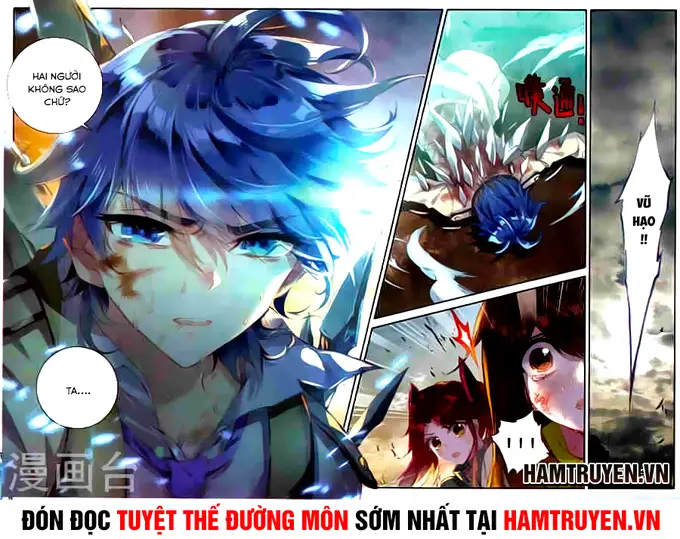 HAI NGƯỜI
KHÔNG SAO
CHỨ?
TA....
噗通!
VŨ
HẠO
!!
!!!
漫画台
HAMTRUYEN.VN
ĐÓN ĐỌC TUYỆT THẾ ĐƯỜNG MÔN SỚM NHẤT TẠI HAMTRUYEN.VN